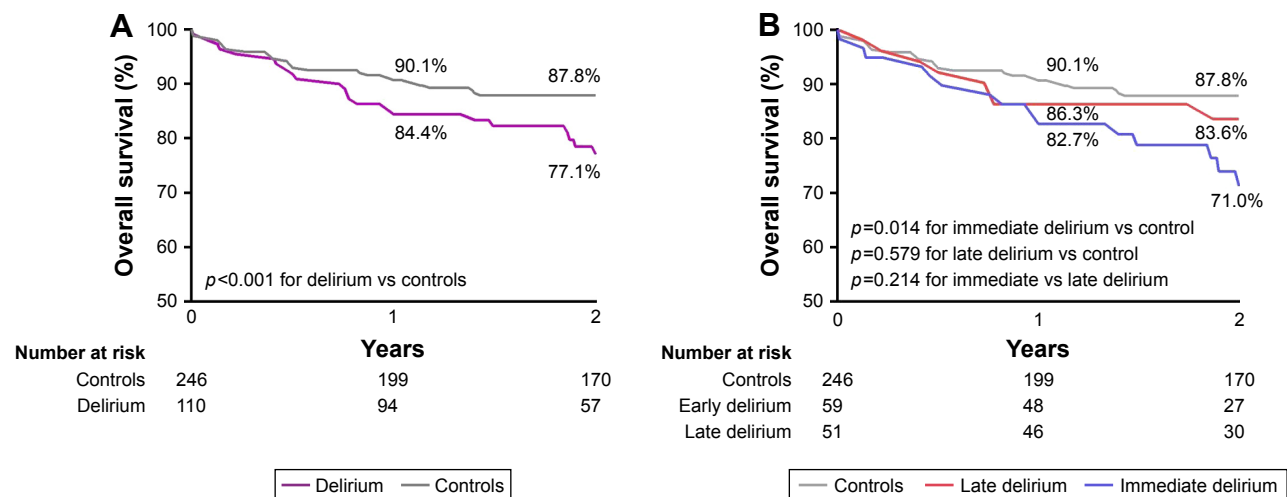 A
Overall survival (%)
100
90
80
70
60
50
90.1%
87.8%
84.4%
77.1%
p<0.001 for delirium vs controls
0 1 2
Years
Number at risk
Controls 246 199 170
Delirium 110 94 57
Delirium Controls
B
Overall survival (%)
100
90
80
70
60
50
90.1%
87.8%
86.3%
83.6%
82.7%
71.0%
p=0.014 for immediate delirium vs control
p=0.579 for late delirium vs control
p=0.214 for immediate vs late delirium
0 1 2
Years
Number at risk
Controls 246 199 170
Early delirium 59 48 27
Late delirium 51 46 30
Controls Late delirium Immediate delirium